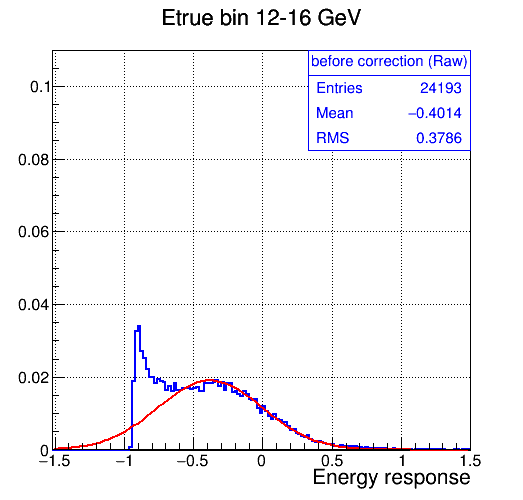 Etrue bin 12-16 GeV
before correction (Raw)
Entries 24193
Mean −0.4014
RMS 0.3786
0.1
0.08
0.06
0.04
0.02
0
−1.5 −1 −0.5 0 0.5 1 1.5
Energy response